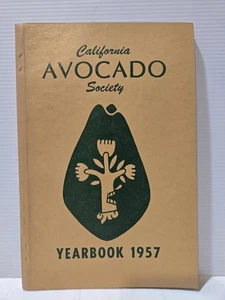 California
AVOCADO
Society
YEARBOOK 1957